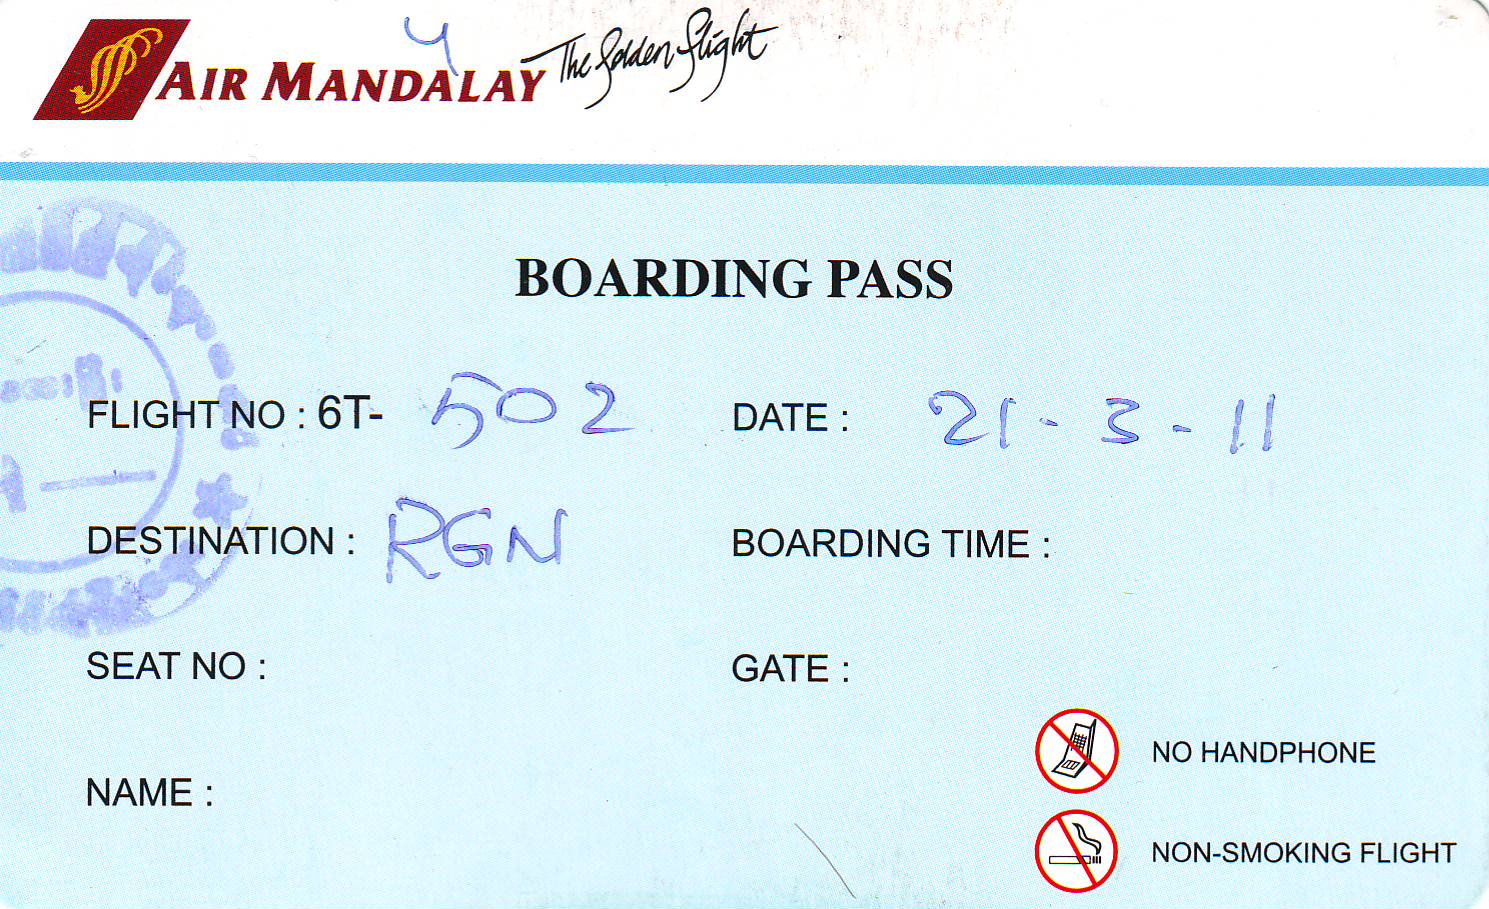 AIR MANDALAY The Golden Flight
4
BOARDING PASS
FLIGHT NO : 6T- 502 DATE : 21-3-11
DESTINATION : RGN BOARDING TIME :
SEAT NO : GATE :
NAME :
NO HANDPHONE
NON-SMOKING FLIGHT